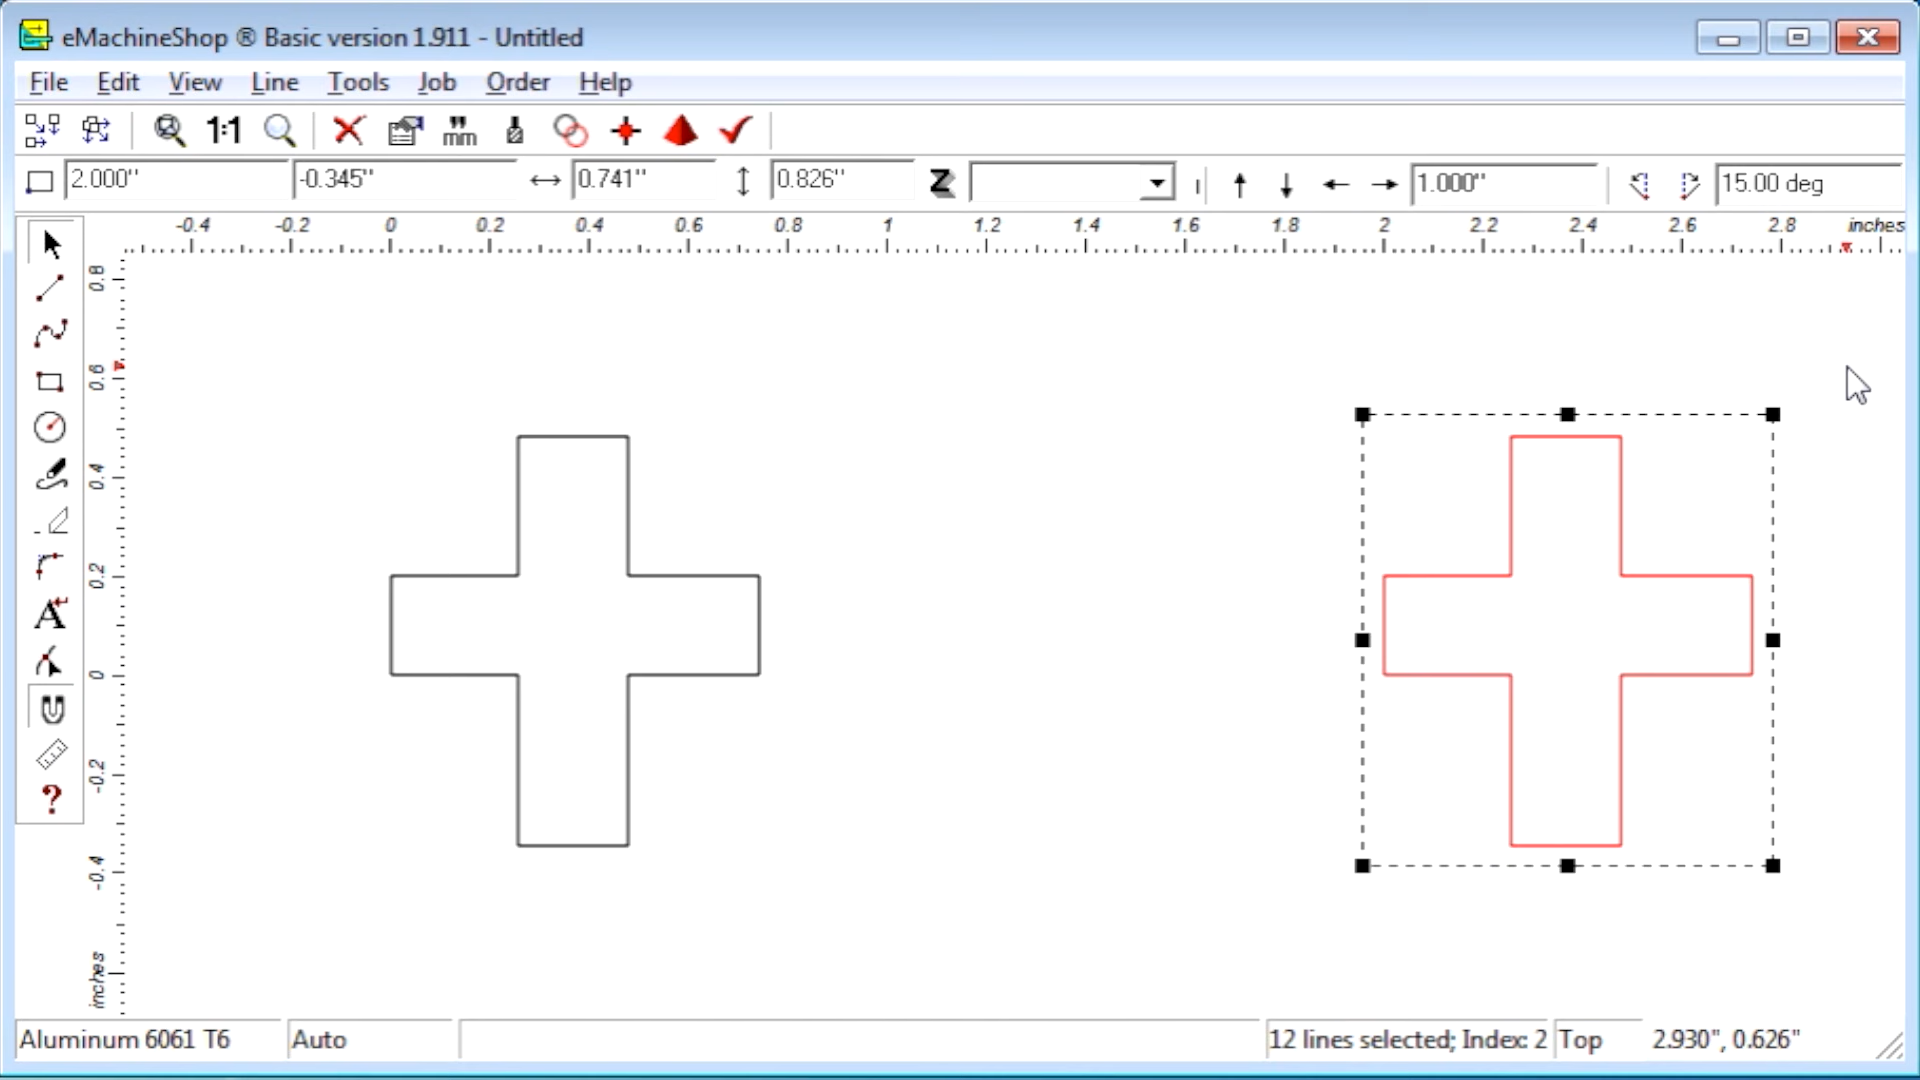 eMachineShop ® Basic version 1.911 - Untitled
File Edit View Line Tools Job Order Help
1:1 " mm
2.000" -0.345" 0.741" 0.826" Z 1.000" 15.00 deg
-0.4 -0.2 0 0.2 0.4 0.6 0.8 1 1.2 1.4 1.6 1.8 2 2.2 2.4 2.6 2.8 inches
0.8
0.6
0.4
0.2
0
-0.2
-0.4
inches
A
?
Aluminum 6061 T6 Auto 12 lines selected; Index: 2 Top 2.930", 0.626"